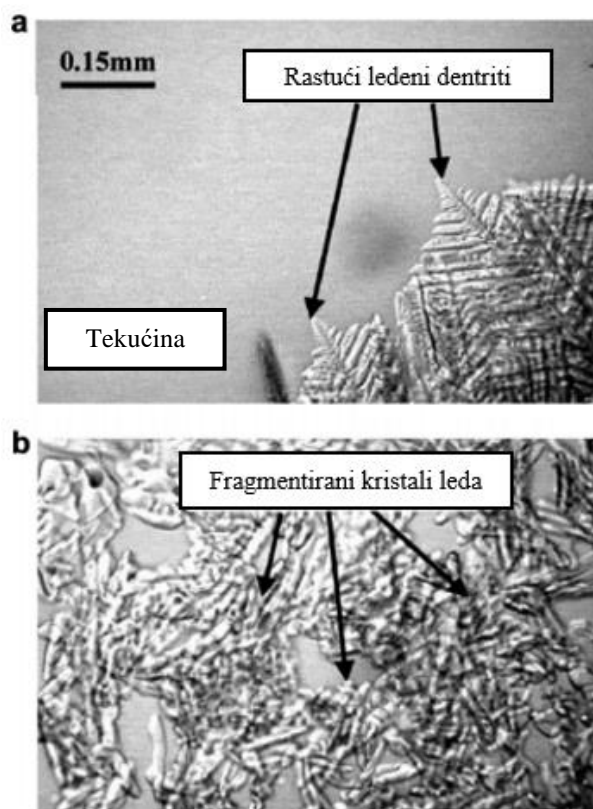 a
0.15mm
Rastući ledeni dentriti
Tekućina
b
Fragmentirani kristali leda